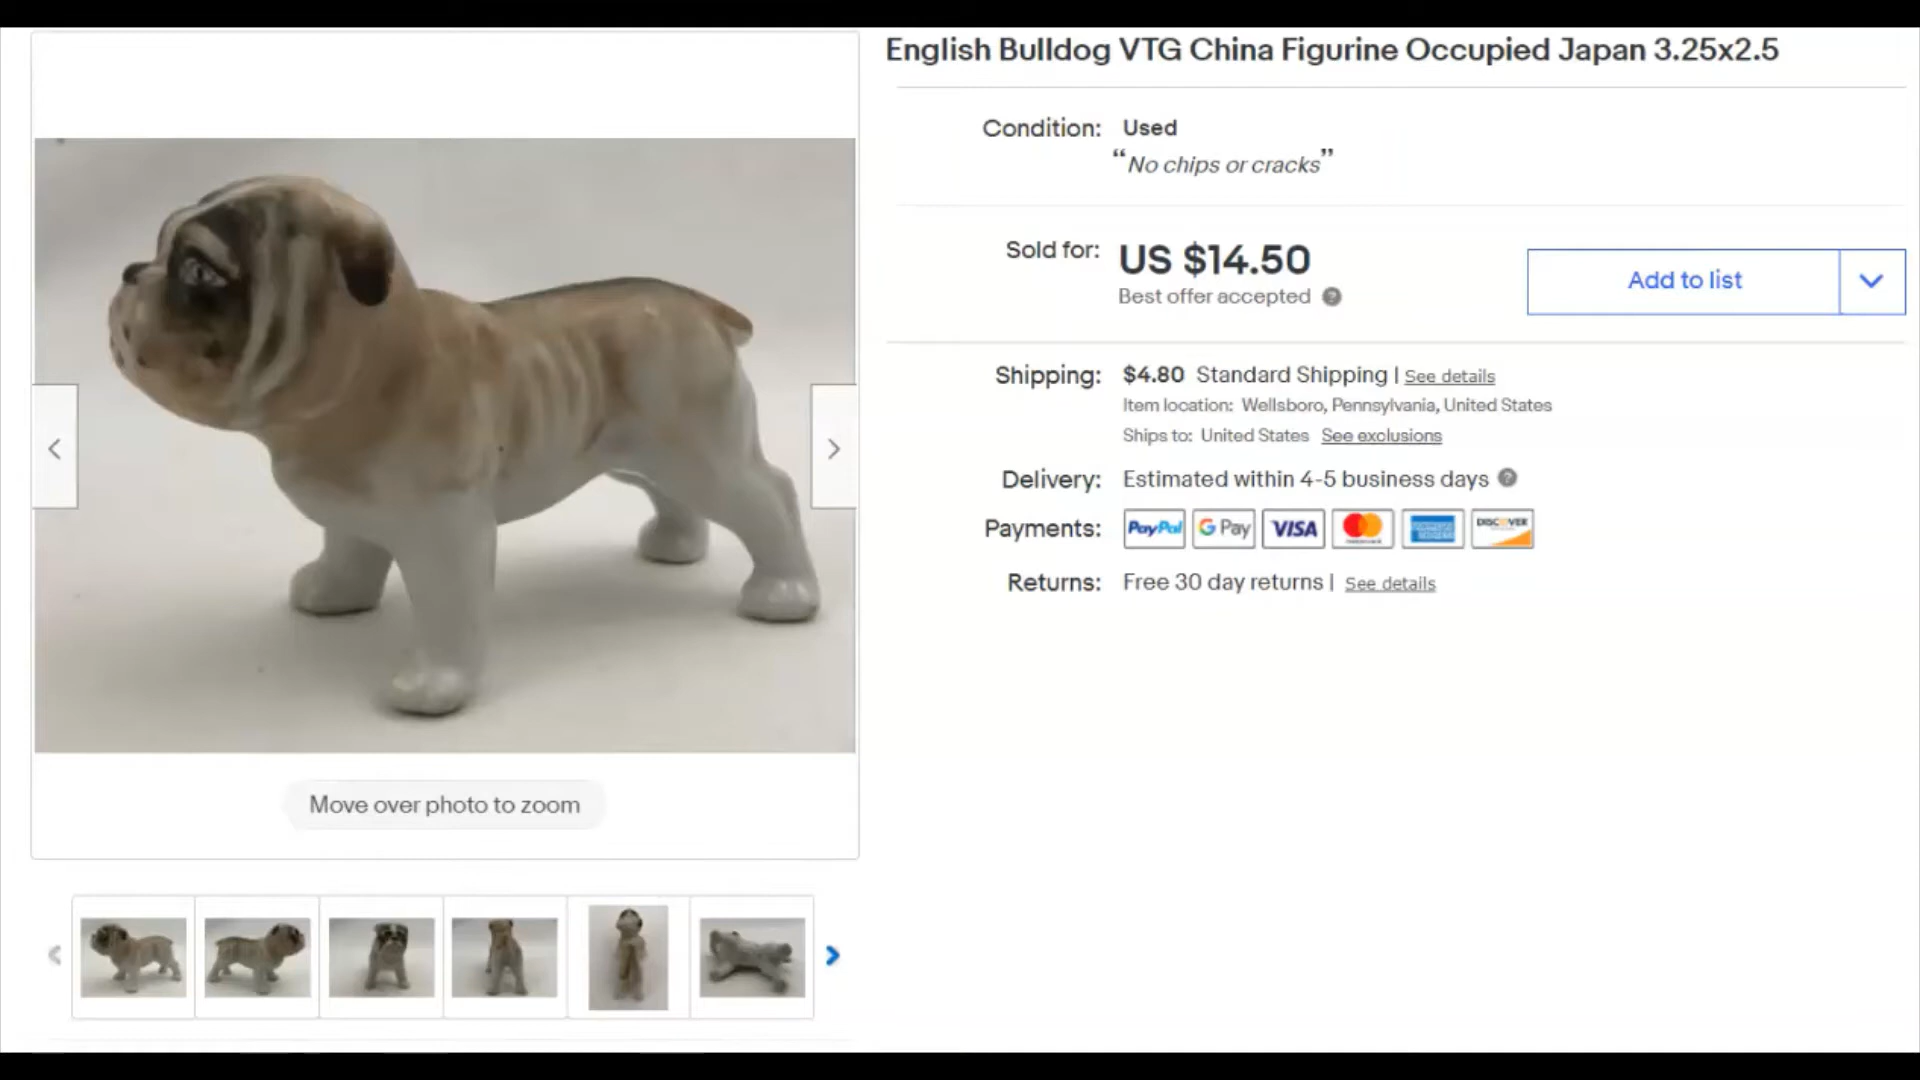 English Bulldog VTG China Figurine Occupied Japan 3.25x2.5
Condition: Used
“No chips or cracks”
Sold for: US $14.50
Best offer accepted
Add to list
Shipping: $4.80 Standard Shipping | See details
Item location: Wellsboro, Pennsylvania, United States
Ships to: United States See exclusions
Delivery: Estimated within 4-5 business days
Payments: PayPal G Pay VISA DISCOVER
Returns: Free 30 day returns | See details
Move over photo to zoom